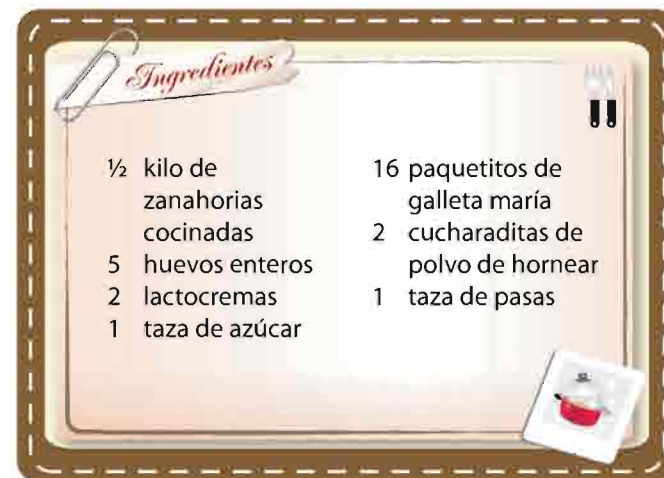 Ingredientes
½ kilo de
zanahorias
cocinadas
5 huevos enteros
2 lactocremas
1 taza de azúcar
16 paquetitos de
galleta maría
2 cucharaditas de
polvo de hornear
1 taza de pasas